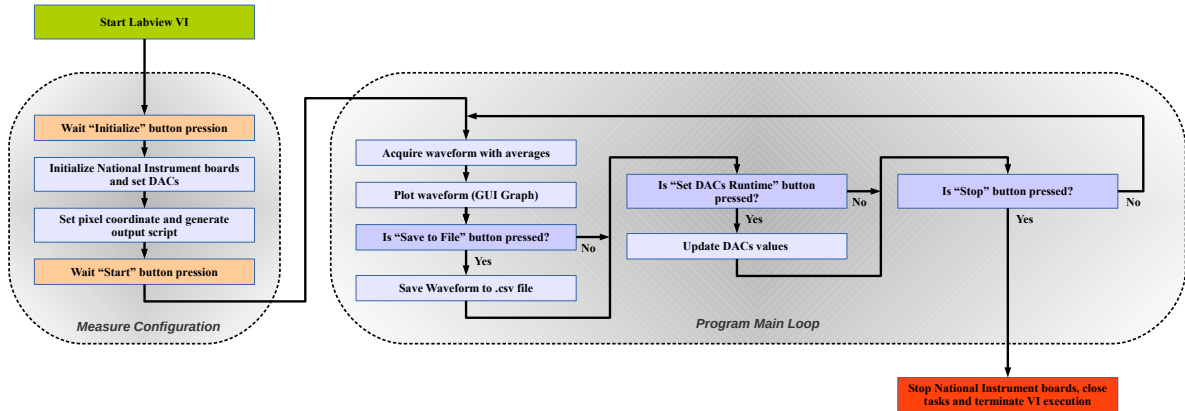 Start Labview VI
Wait “Initialize” button pression
Initialize National Instrument boards
and set DACs
Set pixel coordinate and generate
output script
Wait “Start” button pression
Measure Configuration
Acquire waveform with averages
Plot waveform (GUI Graph)
Is “Save to File” button pressed?
No
Yes
Save Waveform to .csv file
Is “Set DACs Runtime” button
pressed?
No
Yes
Update DACs values
Is “Stop” button pressed?
No
Yes
Program Main Loop
Stop National Instrument boards, close
tasks and terminate VI execution